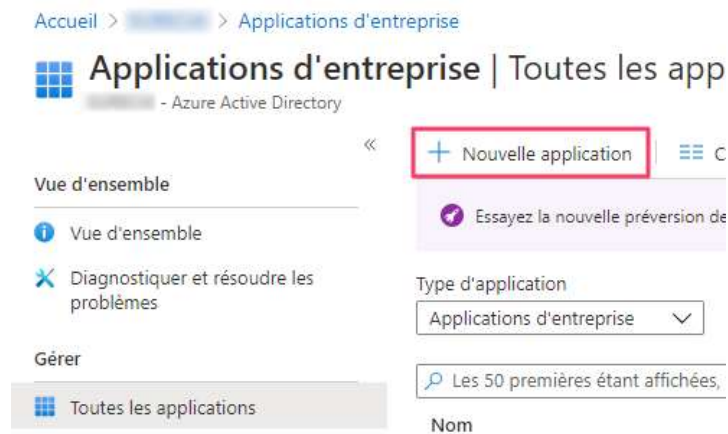 Accueil > > Applications d'entreprise
Applications d'entreprise | Toutes les app
- Azure Active Directory
«
+ Nouvelle application
C
Vue d'ensemble
Vue d'ensemble
Essayez la nouvelle préversion de
Diagnostiquer et résoudre les
problèmes
Type d'application
Applications d'entreprise
Gérer
Les 50 premières étant affichées,
Toutes les applications
Nom